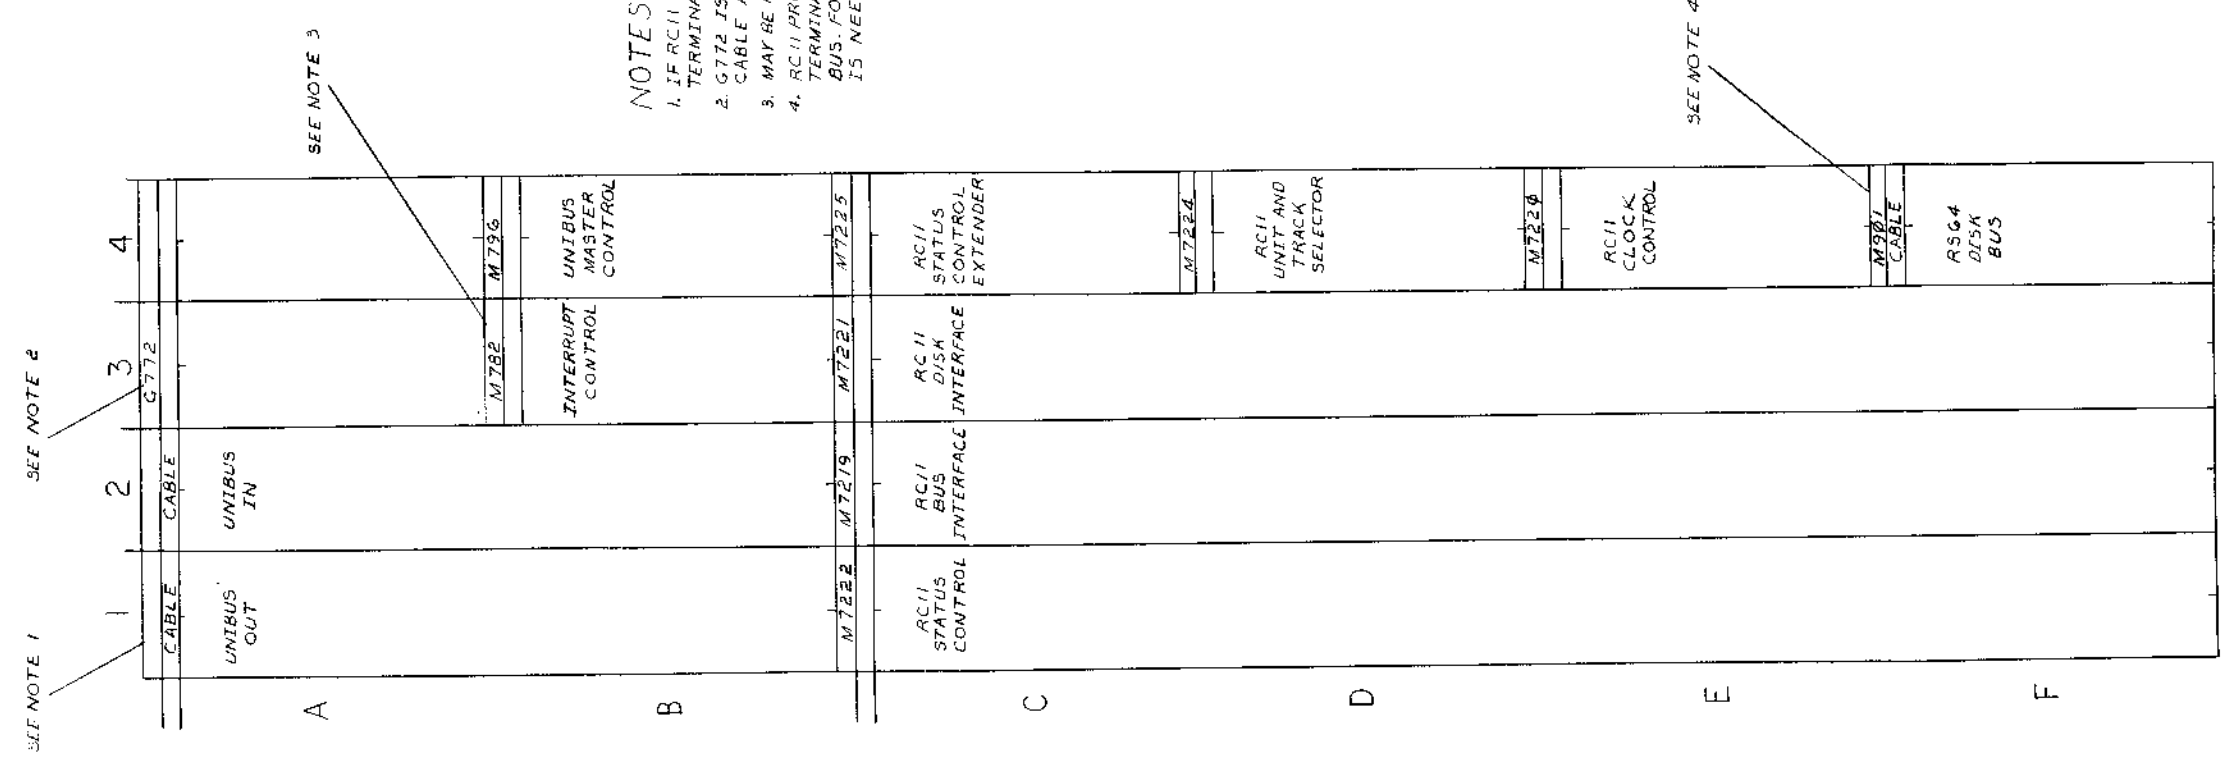 SEE NOTE 1
SEE NOTE 2
SEE NOTE 3
SEE NOTE 4
1
2
3
4
A
B
C
D
E
F
G772
CABLE
CABLE
UNIBUS
OUT
UNIBUS
IN
M782
M796
INTERRUPT
CONTROL
UNIBUS
MASTER
CONTROL
M7222
M7219
M7221
M7225
RC11
STATUS
CONTROL
RC11
BUS
INTERFACE
RC11
DISK
INTERFACE
RC11
STATUS
CONTROL
EXTENDER
M7224
RC11
UNIT AND
TRACK
SELECTOR
M722Ø
RC11
CLOCK
CONTROL
M9Ø1
CABLE
RS64
DISK
BUS
NOTES
1. IF RC11
TERMINA
2. G772 IS
CABLE
3. MAY BE
4. RC11 PRO
TERMINA
BUS. FO
IS NEE